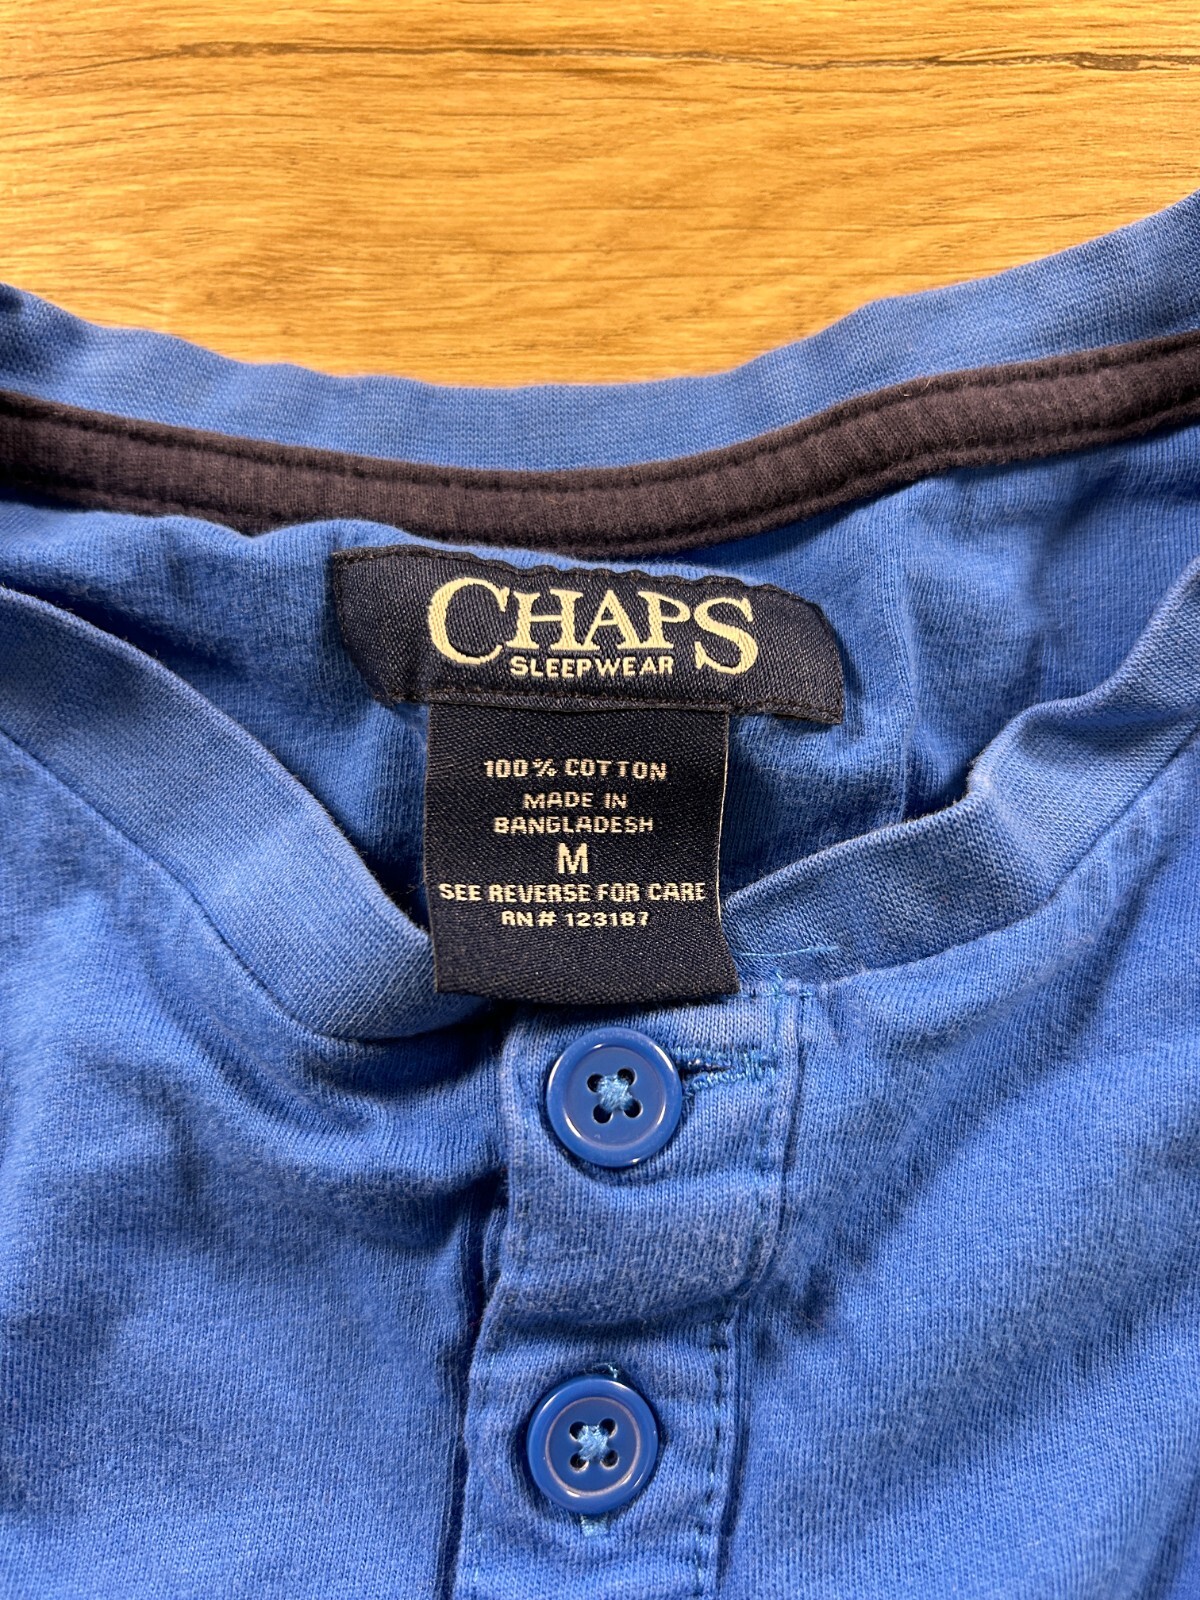 CHAPS
SLEEPWEAR
100% COTTON
MADE IN
BANGLADESH
M
SEE REVERSE FOR CARE
RN# 123187